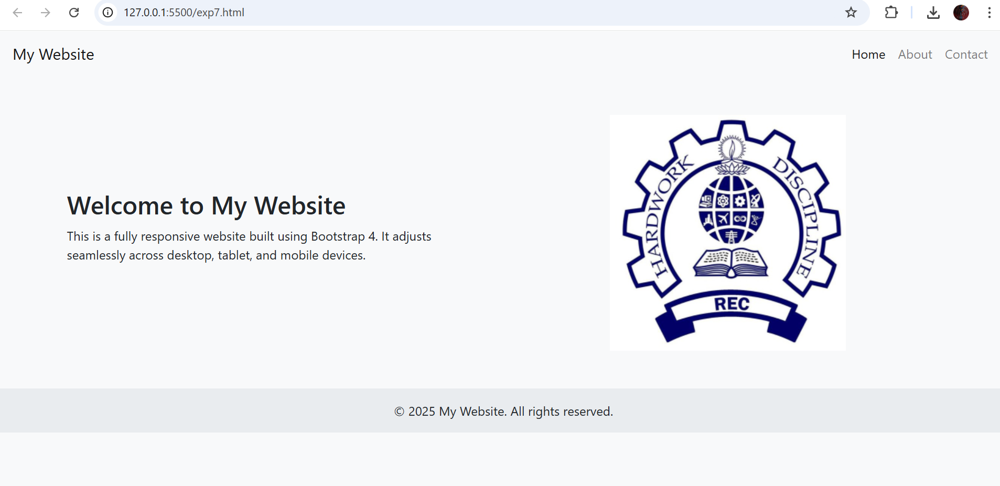 127.0.0.1:5500/exp7.html
My Website
Home About Contact
HARDWORK
DISCIPLINE
REC
Welcome to My Website
This is a fully responsive website built using Bootstrap 4. It adjusts
seamlessly across desktop, tablet, and mobile devices.
© 2025 My Website. All rights reserved.